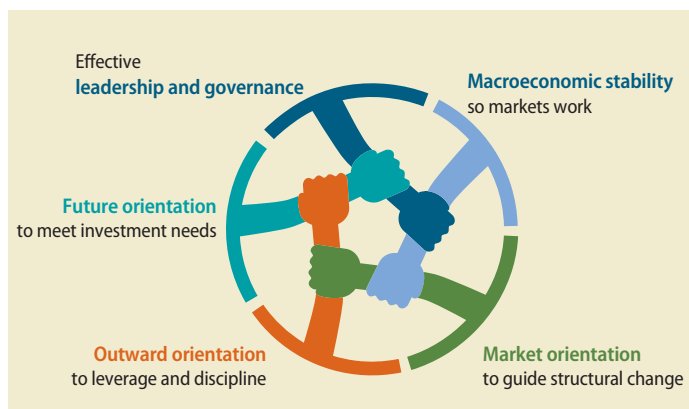 Effective
leadership and governance
Macroeconomic stability
so markets work
Future orientation
to meet investment needs
Outward orientation
to leverage and discipline
Market orientation
to guide structural change